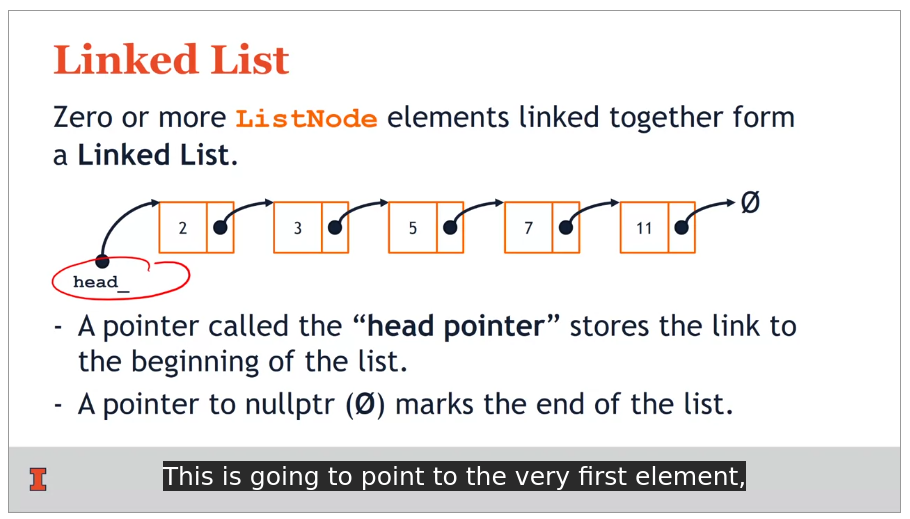 Linked List
Zero or more ListNode elements linked together form
a Linked List.
2 3 5 7 11 Ø
head_
- A pointer called the “head pointer” stores the link to
the beginning of the list.
- A pointer to nullptr (Ø) marks the end of the list.
I
This is going to point to the very first element,